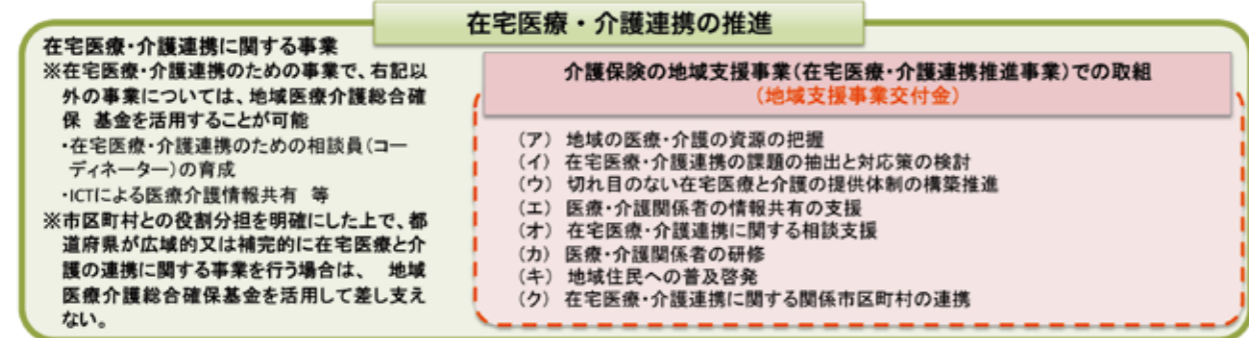 在宅医療・介護連携の推進
在宅医療・介護連携に関する事業
※在宅医療・介護連携のための事業で、右記以
外の事業については、地域医療介護総合確
保 基金を活用することが可能
・在宅医療・介護連携のための相談員（コー
ディネーター）の育成
・ICTによる医療介護情報共有 等
※市区町村との役割分担を明確にした上で、都
道府県が広域的又は補完的に在宅医療と介
護の連携に関する事業を行う場合は、 地域
医療介護総合確保基金を活用して差し支え
ない。
介護保険の地域支援事業（在宅医療・介護連携推進事業）での取組
（地域支援事業交付金）
（ア） 地域の医療・介護の資源の把握
（イ） 在宅医療・介護連携の課題の抽出と対応策の検討
（ウ） 切れ目のない在宅医療と介護の提供体制の構築推進
（エ） 医療・介護関係者の情報共有の支援
（オ） 在宅医療・介護連携に関する相談支援
（カ） 医療・介護関係者の研修
（キ） 地域住民への普及啓発
（ク） 在宅医療・介護連携に関する関係市区町村の連携